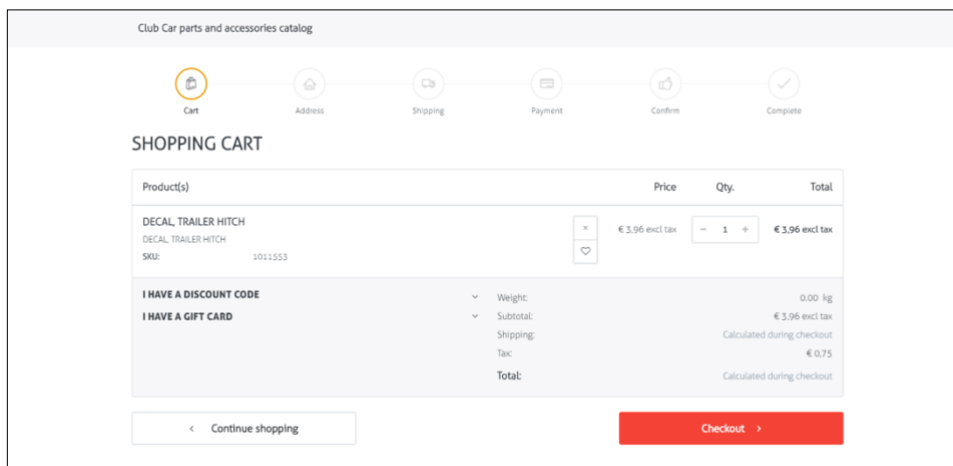 Club Car parts and accessories catalog
Cart Address Shipping Payment Confirm Complete
SHOPPING CART
Product(s) Price Qty. Total
DECAL, TRAILER HITCH
€ 3,96 excl tax − 1 + € 3,96 excl tax
DECAL, TRAILER HITCH
SKU: 1011553
I HAVE A DISCOUNT CODE
I HAVE A GIFT CARD
Weight: 0.00 kg
Subtotal: € 3,96 excl tax
Shipping: Calculated during checkout
Tax: € 0,75
Total: Calculated during checkout
Continue shopping
Checkout